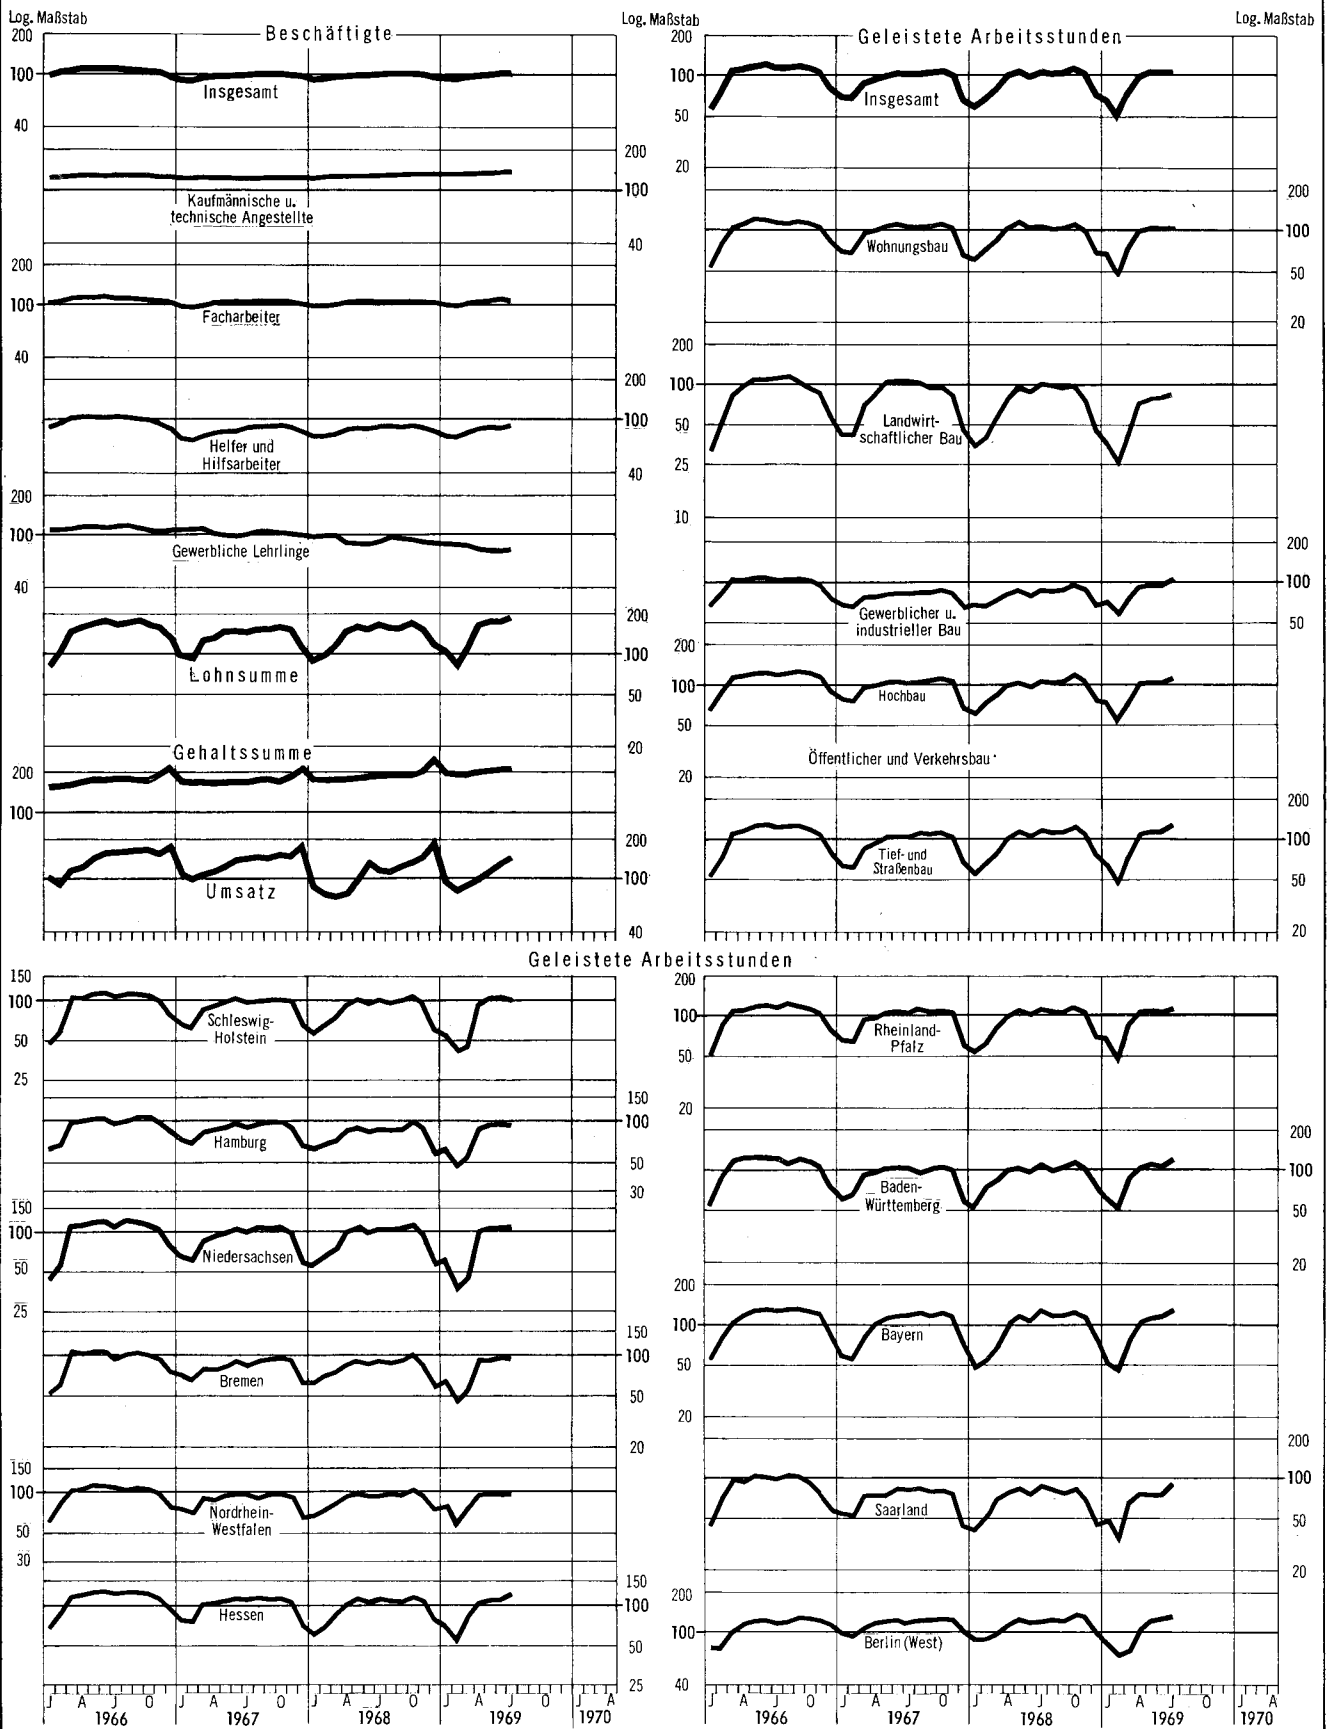 Log. Maßstab
Log. Maßstab
Log. Maßstab
Beschäftigte
200
100
Insgesamt
40
200
100
Kaufmännische u.
technische Angestellte
40
200
100
Facharbeiter
40
200
100
Helfer und
Hilfsarbeiter
40
200
100
Gewerbliche Lehrlinge
40
200
100
Lohnsumme
50
20
Gehaltssumme
200
100
200
100
Umsatz
40
Geleistete Arbeitsstunden
200
100
Insgesamt
50
20
200
100
Wohnungsbau
50
20
200
100
Landwirt-
schaftlicher Bau
50
25
10
200
100
Gewerblicher u.
industrieller Bau
50
200
100
Hochbau
50
Öffentlicher und Verkehrsbau
20
200
100
Tief- und
Straßenbau
50
20
Geleistete Arbeitsstunden
150
100
Schleswig-
Holstein
50
25
150
100
Hamburg
50
30
150
100
Niedersachsen
50
25
150
100
Bremen
50
20
150
100
Nordrhein-
Westfalen
50
30
150
100
Hessen
50
25
J A J O J A J O J A J O J A J O J A
1966 1967 1968 1969 1970
200
100
Rheinland-
Pfalz
50
20
200
100
Baden-
Württemberg
50
20
200
100
Bayern
50
20
200
100
Saarland
50
20
200
100
Berlin (West)
40
J A J O J A J O J A J O J A J O J A
1966 1967 1968 1969 1970